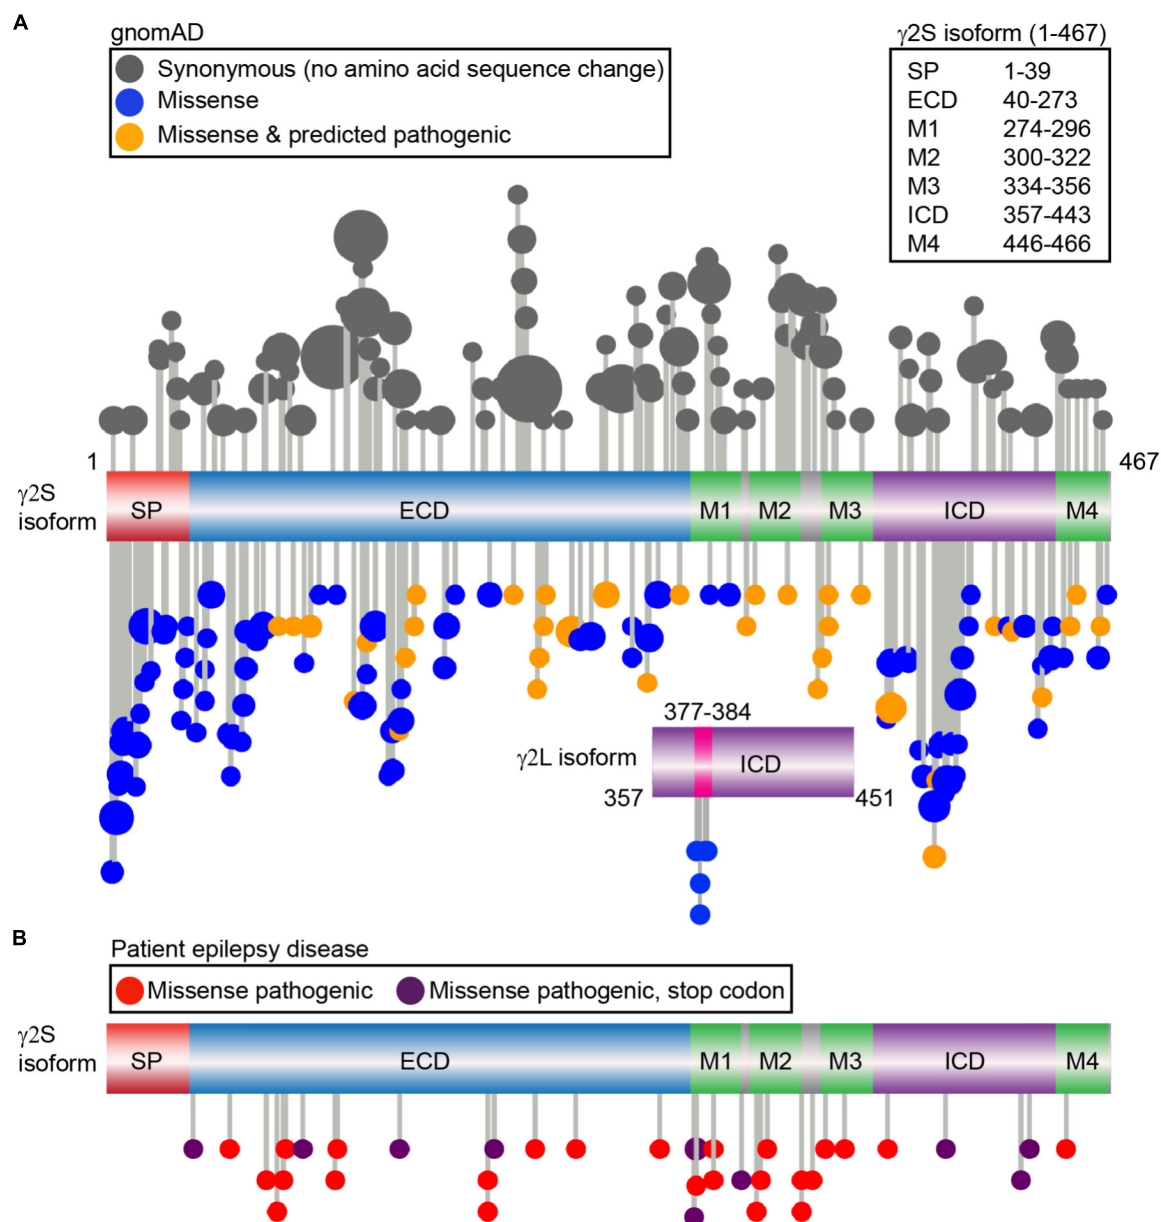 A
gnomAD
Synonymous (no amino acid sequence change)
Missense
Missense & predicted pathogenic
γ2S isoform (1-467)
SP 1-39
ECD 40-273
M1 274-296
M2 300-322
M3 334-356
ICD 357-443
M4 446-466
1
467
γ2S
isoform
SP
ECD
M1
M2
M3
ICD
M4
377-384
γ2L isoform
ICD
357
451
B
Patient epilepsy disease
Missense pathogenic
Missense pathogenic, stop codon
γ2S
isoform
SP
ECD
M1
M2
M3
ICD
M4